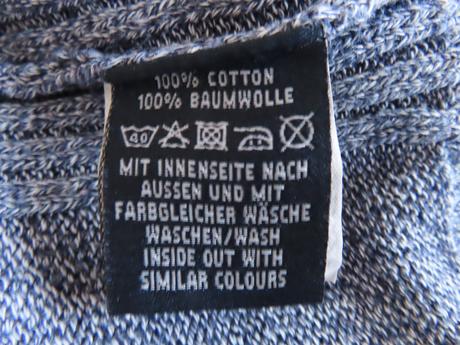 100% COTTON
100% BAUMWOLLE
40
MIT INNENSEITE NACH
AUSSEN UND MIT
FARBGLEICHER WÄSCHE
WASCHEN/WASH
INSIDE OUT WITH
SIMILAR COLOURS